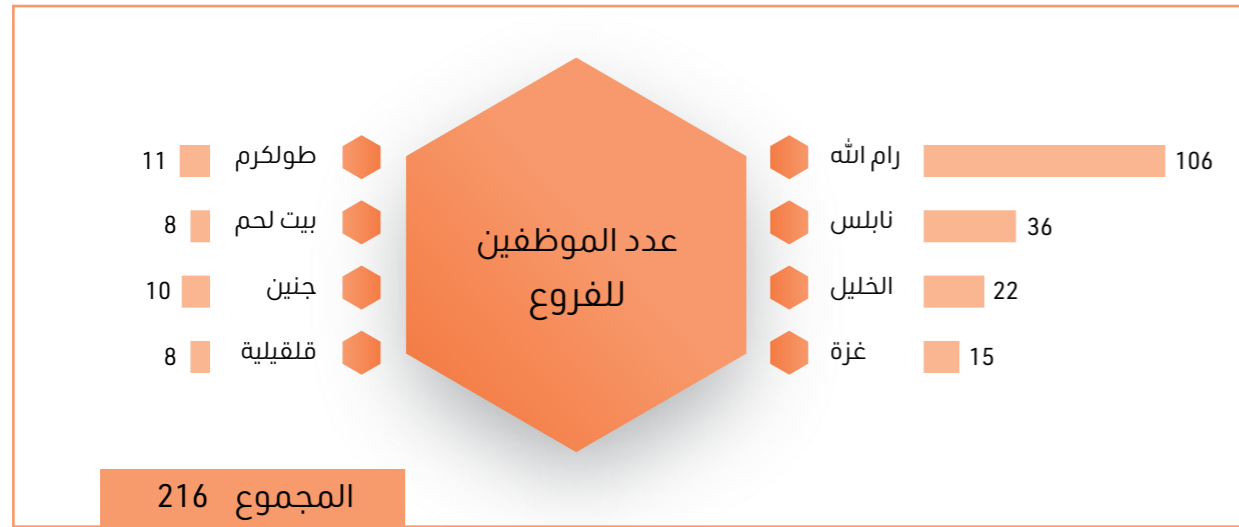 عدد الموظفين
للفروع
رام الله 106
نابلس 36
الخليل 22
غزة 15
طولكرم 11
بيت لحم 8
جنين 10
قلقيلية 8
المجموع 216